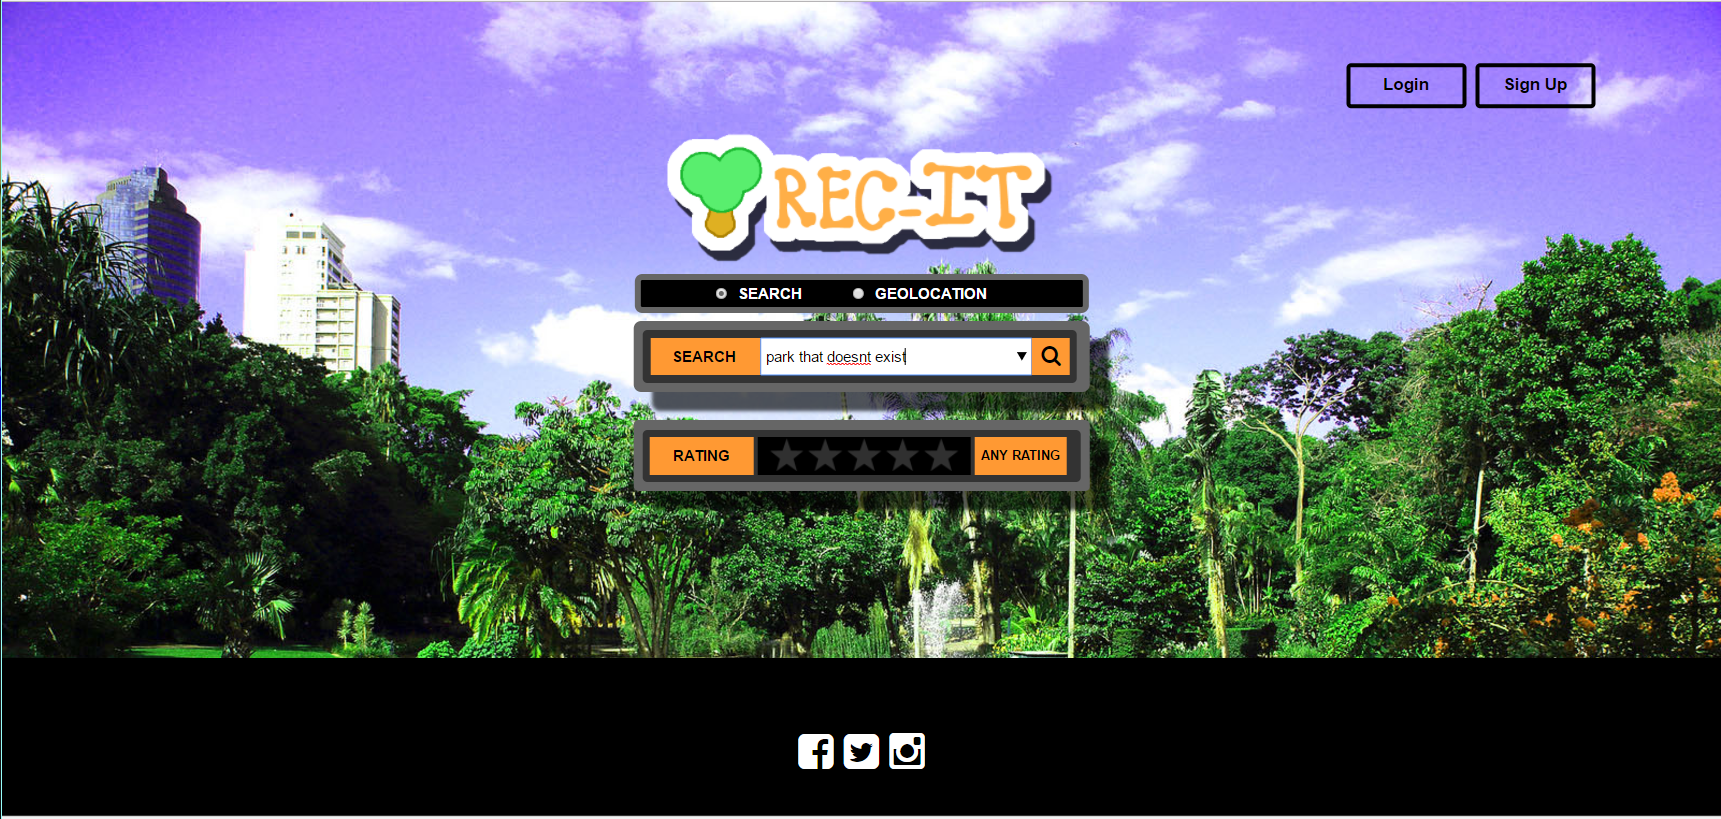 Login Sign Up
REC-IT
SEARCH GEOLOCATION
SEARCH park that doesnt exist
RATING ANY RATING